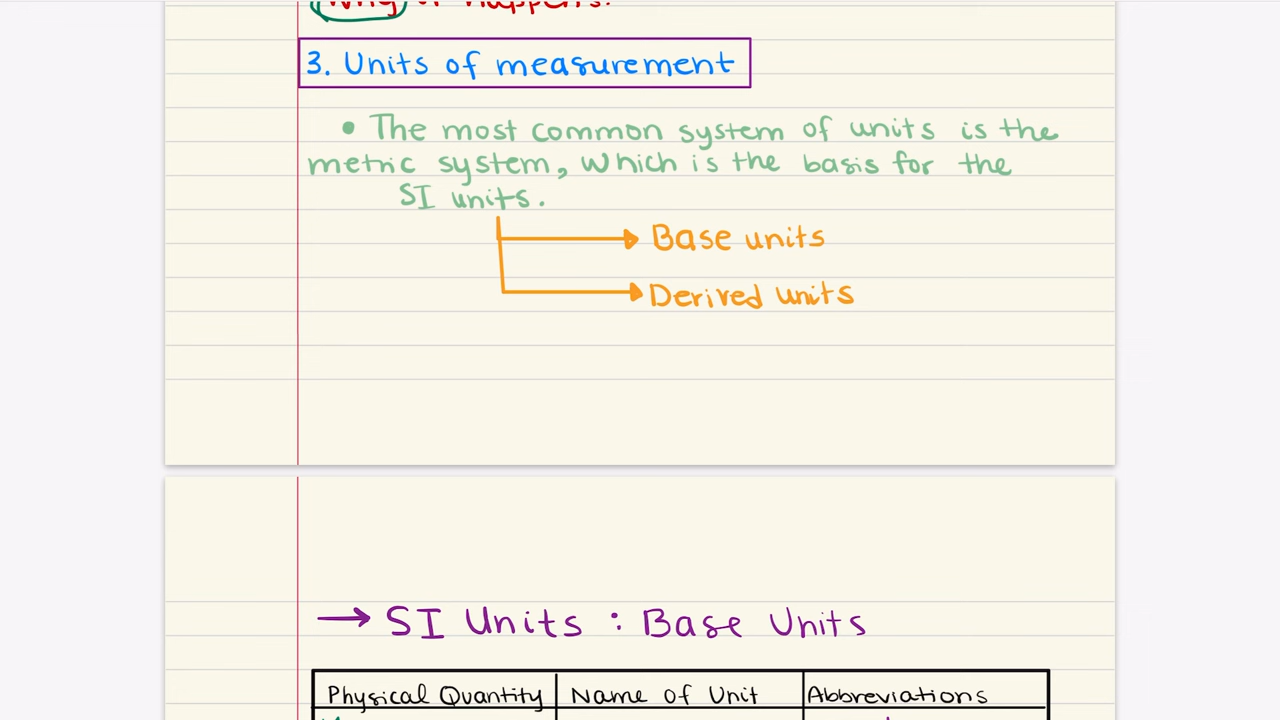 3. Units of measurement
• The most common system of units is the
metric system, which is the basis for the
SI units.
Base units
Derived units
→ SI Units : Base Units
Physical Quantity Name of Unit Abbreviations